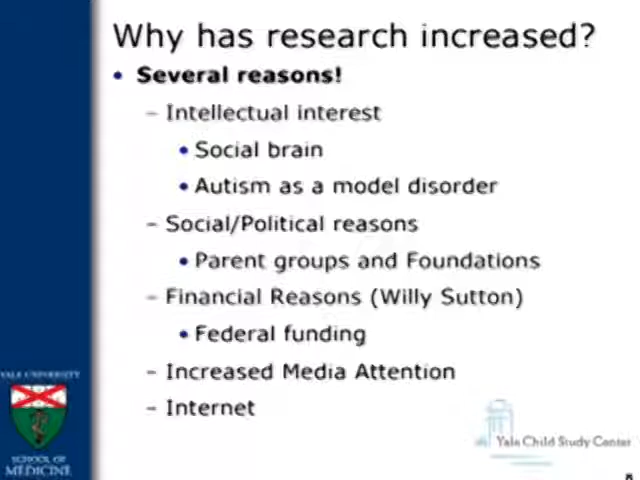 Why has research increased?
• Several reasons!
– Intellectual interest
• Social brain
• Autism as a model disorder
– Social/Political reasons
• Parent groups and Foundations
– Financial Reasons (Willy Sutton)
• Federal funding
– Increased Media Attention
– Internet
YALE UNIVERSITY
SCHOOL OF
MEDICINE
Yale Child Study Center